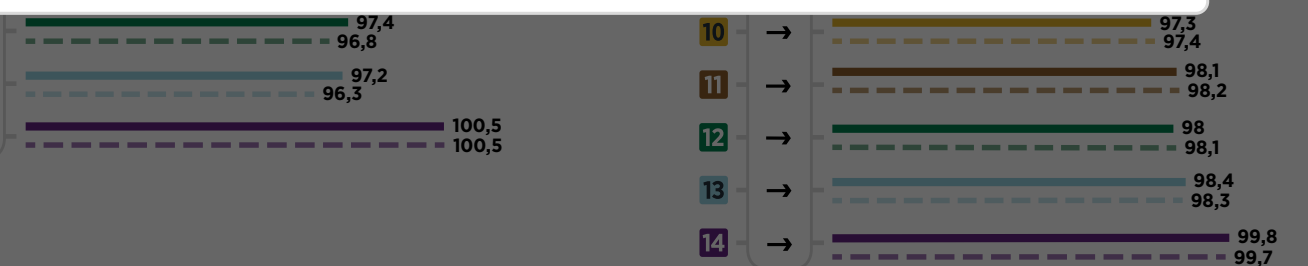 97,4
96,8
97,2
96,3
100,5
100,5
10 → 97,3
97,4
11 → 98,1
98,2
12 → 98
98,1
13 → 98,4
98,3
14 → 99,8
99,7